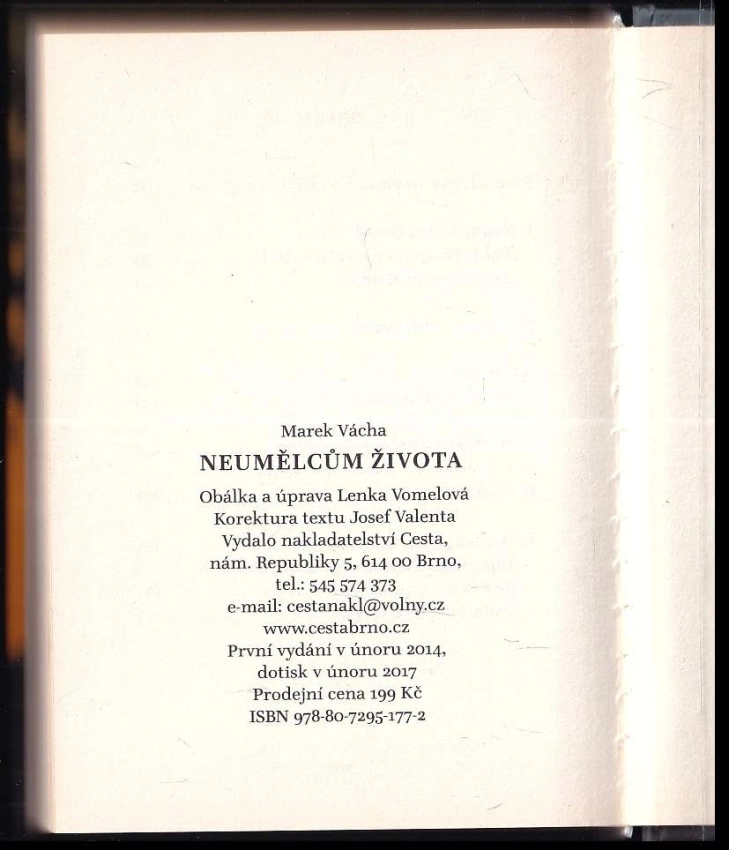 Marek Vácha
NEUMĚLCŮM ŽIVOTA
Obálka a úprava Lenka Vomelová
Korektura textu Josef Valenta
Vydalo nakladatelství Cesta,
nám. Republiky 5, 614 00 Brno,
tel.: 545 574 373
e-mail: cestanakl@volny.cz
www.cestabrno.cz
První vydání v únoru 2014,
dotisk v únoru 2017
Prodejní cena 199 Kč
ISBN 978-80-7295-177-2